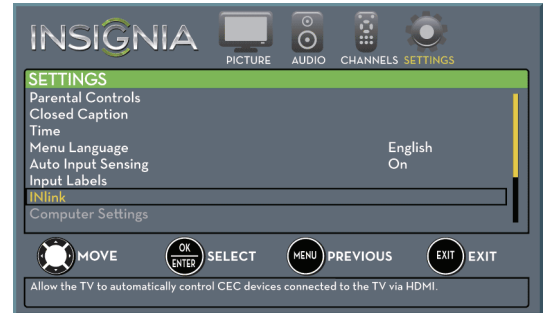 INSIGNIA
PICTURE AUDIO CHANNELS SETTINGS
SETTINGS
Parental Controls
Closed Caption
Time
Menu Language English
Auto Input Sensing On
Input Labels
INlink
Computer Settings
MOVE OK ENTER SELECT MENU PREVIOUS EXIT EXIT
Allow the TV to automatically control CEC devices connected to the TV via HDMI.